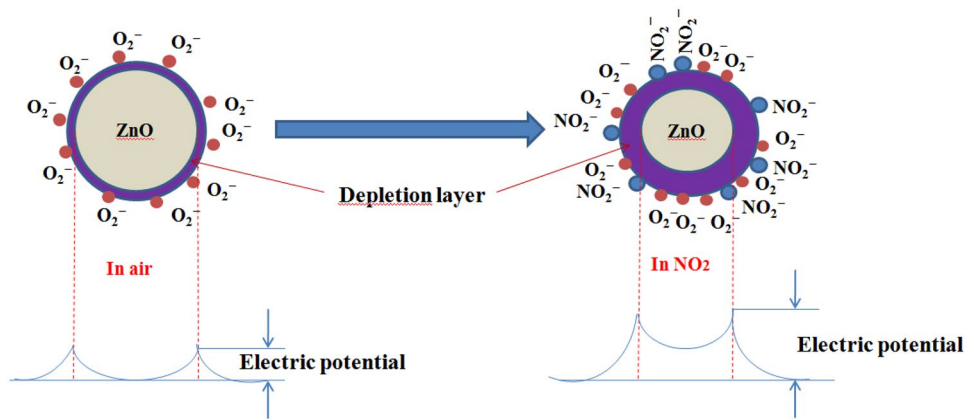 O₂⁻
O₂⁻
O₂⁻
O₂⁻
O₂⁻
O₂⁻
O₂⁻
O₂⁻
O₂⁻
O₂⁻
ZnO
NO₂⁻
NO₂⁻
O₂⁻
O₂⁻
O₂⁻
O₂⁻
NO₂⁻
NO₂⁻
ZnO
O₂⁻
O₂⁻
NO₂⁻
NO₂⁻
O₂⁻
NO₂⁻
O₂⁻
O₂⁻
O₂⁻
Depletion layer
In air
In NO₂
Electric potential
Electric potential